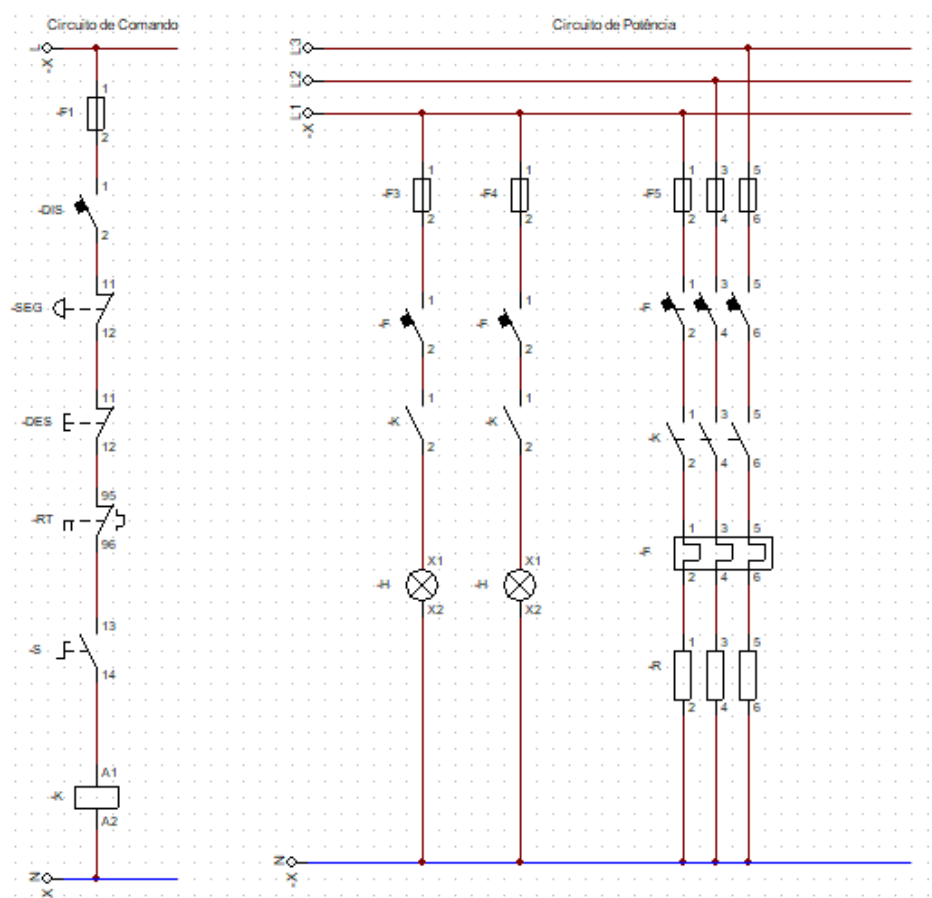 Circuito de Comando
L
-X
1
-F1
2
1
-DIS
2
11
-SEG
12
11
-DES
12
95
-RT
96
13
-S
14
A1
-K
A2
N
-X
Circuito de Potência
L3
L2
L1
-X
1 1 1 3 5
-F3 -F4 -F5
2 2 2 4 6
1 1 1 3 5
-F -F -F
2 2 2 4 6
1 1 1 3 5
-K -K -K
2 2 2 4 6
1 3 5
-F
2 4 6
X1 X1
-H -H
X2 X2
1 3 5
-R
2 4 6
N
-X